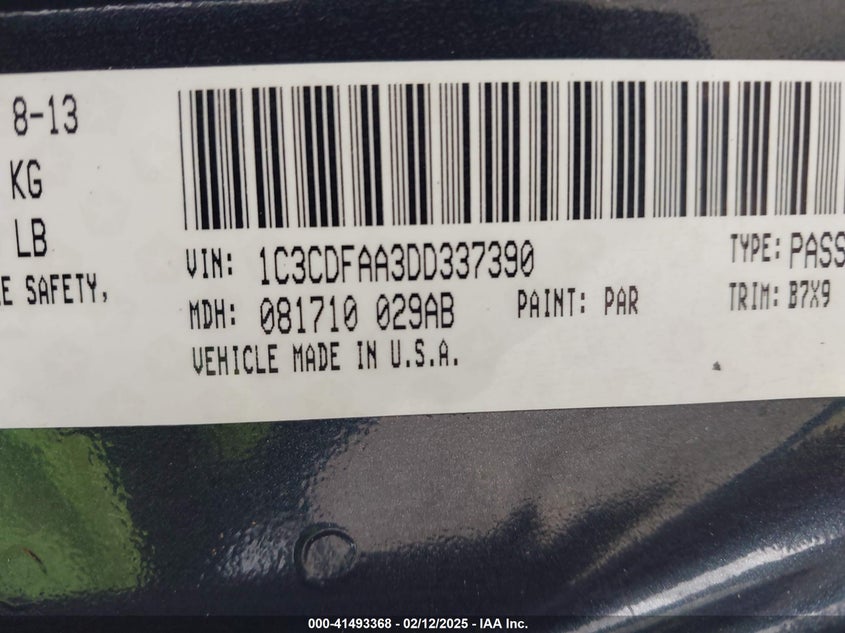 8-13
KG
LB
E SAFETY,
VIN: 1C3CDFAA3DD337390
TYPE: PASS
MDH: 081710 029AB
PAINT: PAR
TRIM: B7X9
VEHICLE MADE IN U.S.A.
000-41493368 - 02/12/2025 - IAA Inc.